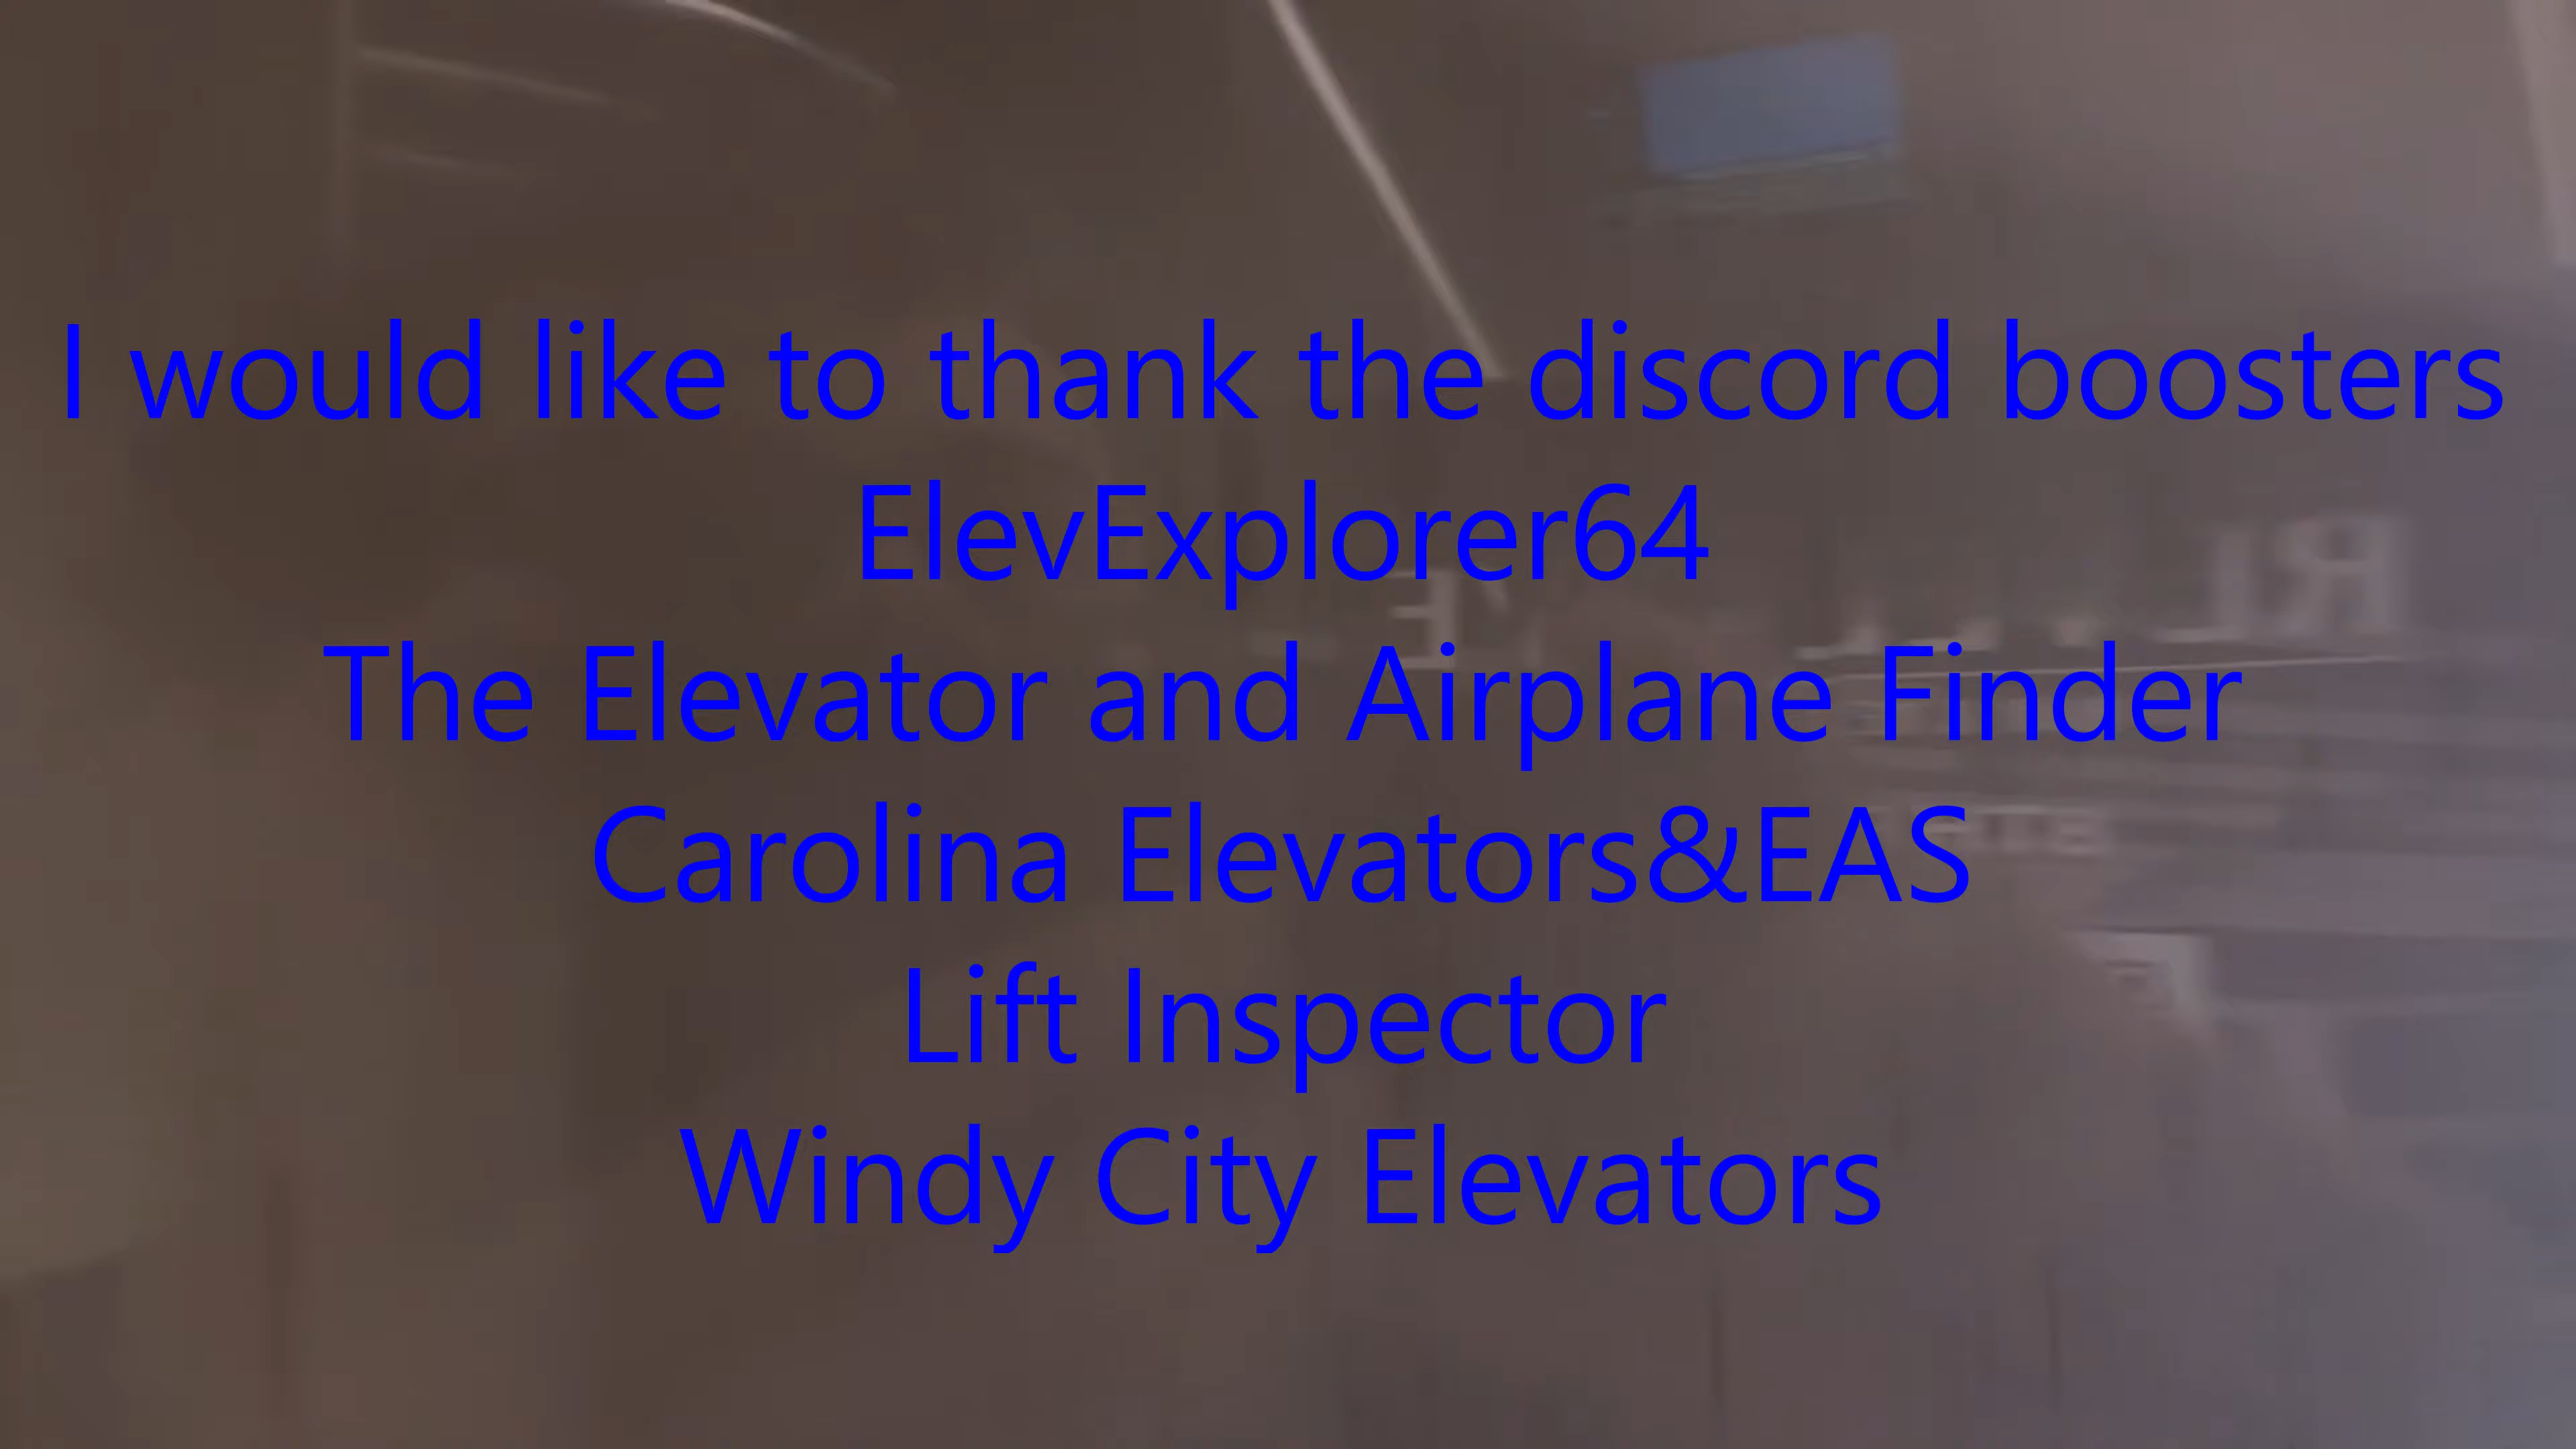 I would like to thank the discord boosters
ElevExplorer64
The Elevator and Airplane Finder
Carolina Elevators&EAS
Lift Inspector
Windy City Elevators